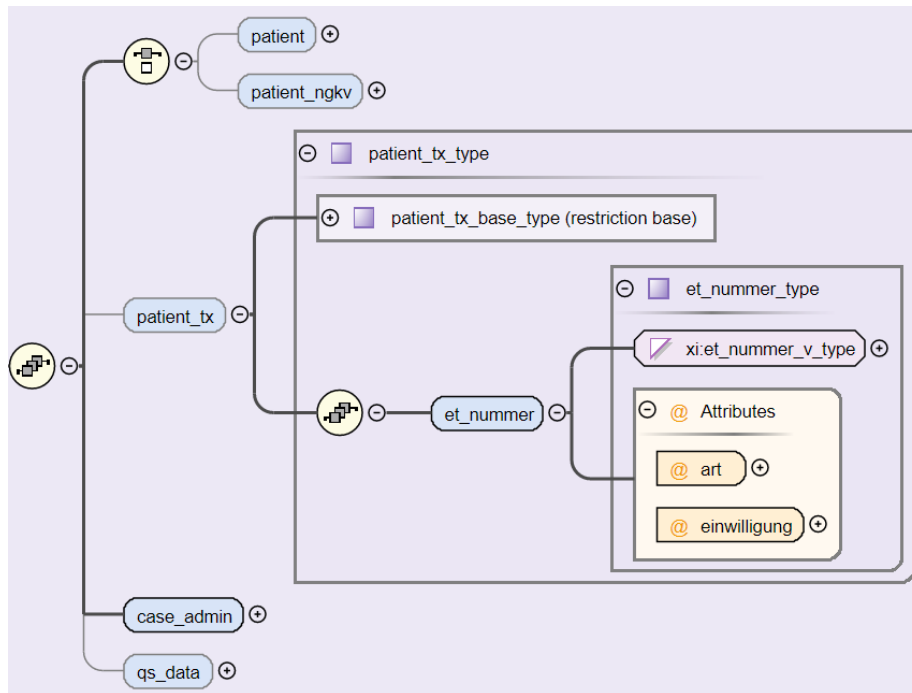 patient
patient_ngkv
patient_tx_type
patient_tx_base_type (restriction base)
et_nummer_type
patient_tx
xi:et_nummer_v_type
et_nummer
@ Attributes
@ art
@ einwilligung
case_admin
qs_data